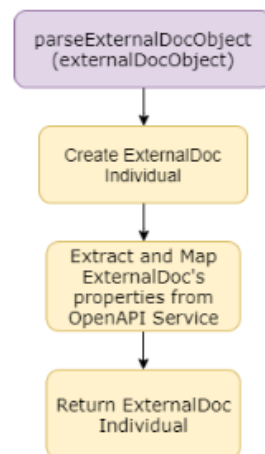 parseExternalDocObject
(externalDocObject)
Create ExternalDoc
Individual
Extract and Map
ExternalDoc's
properties from
OpenAPI Service
Return ExternalDoc
Individual